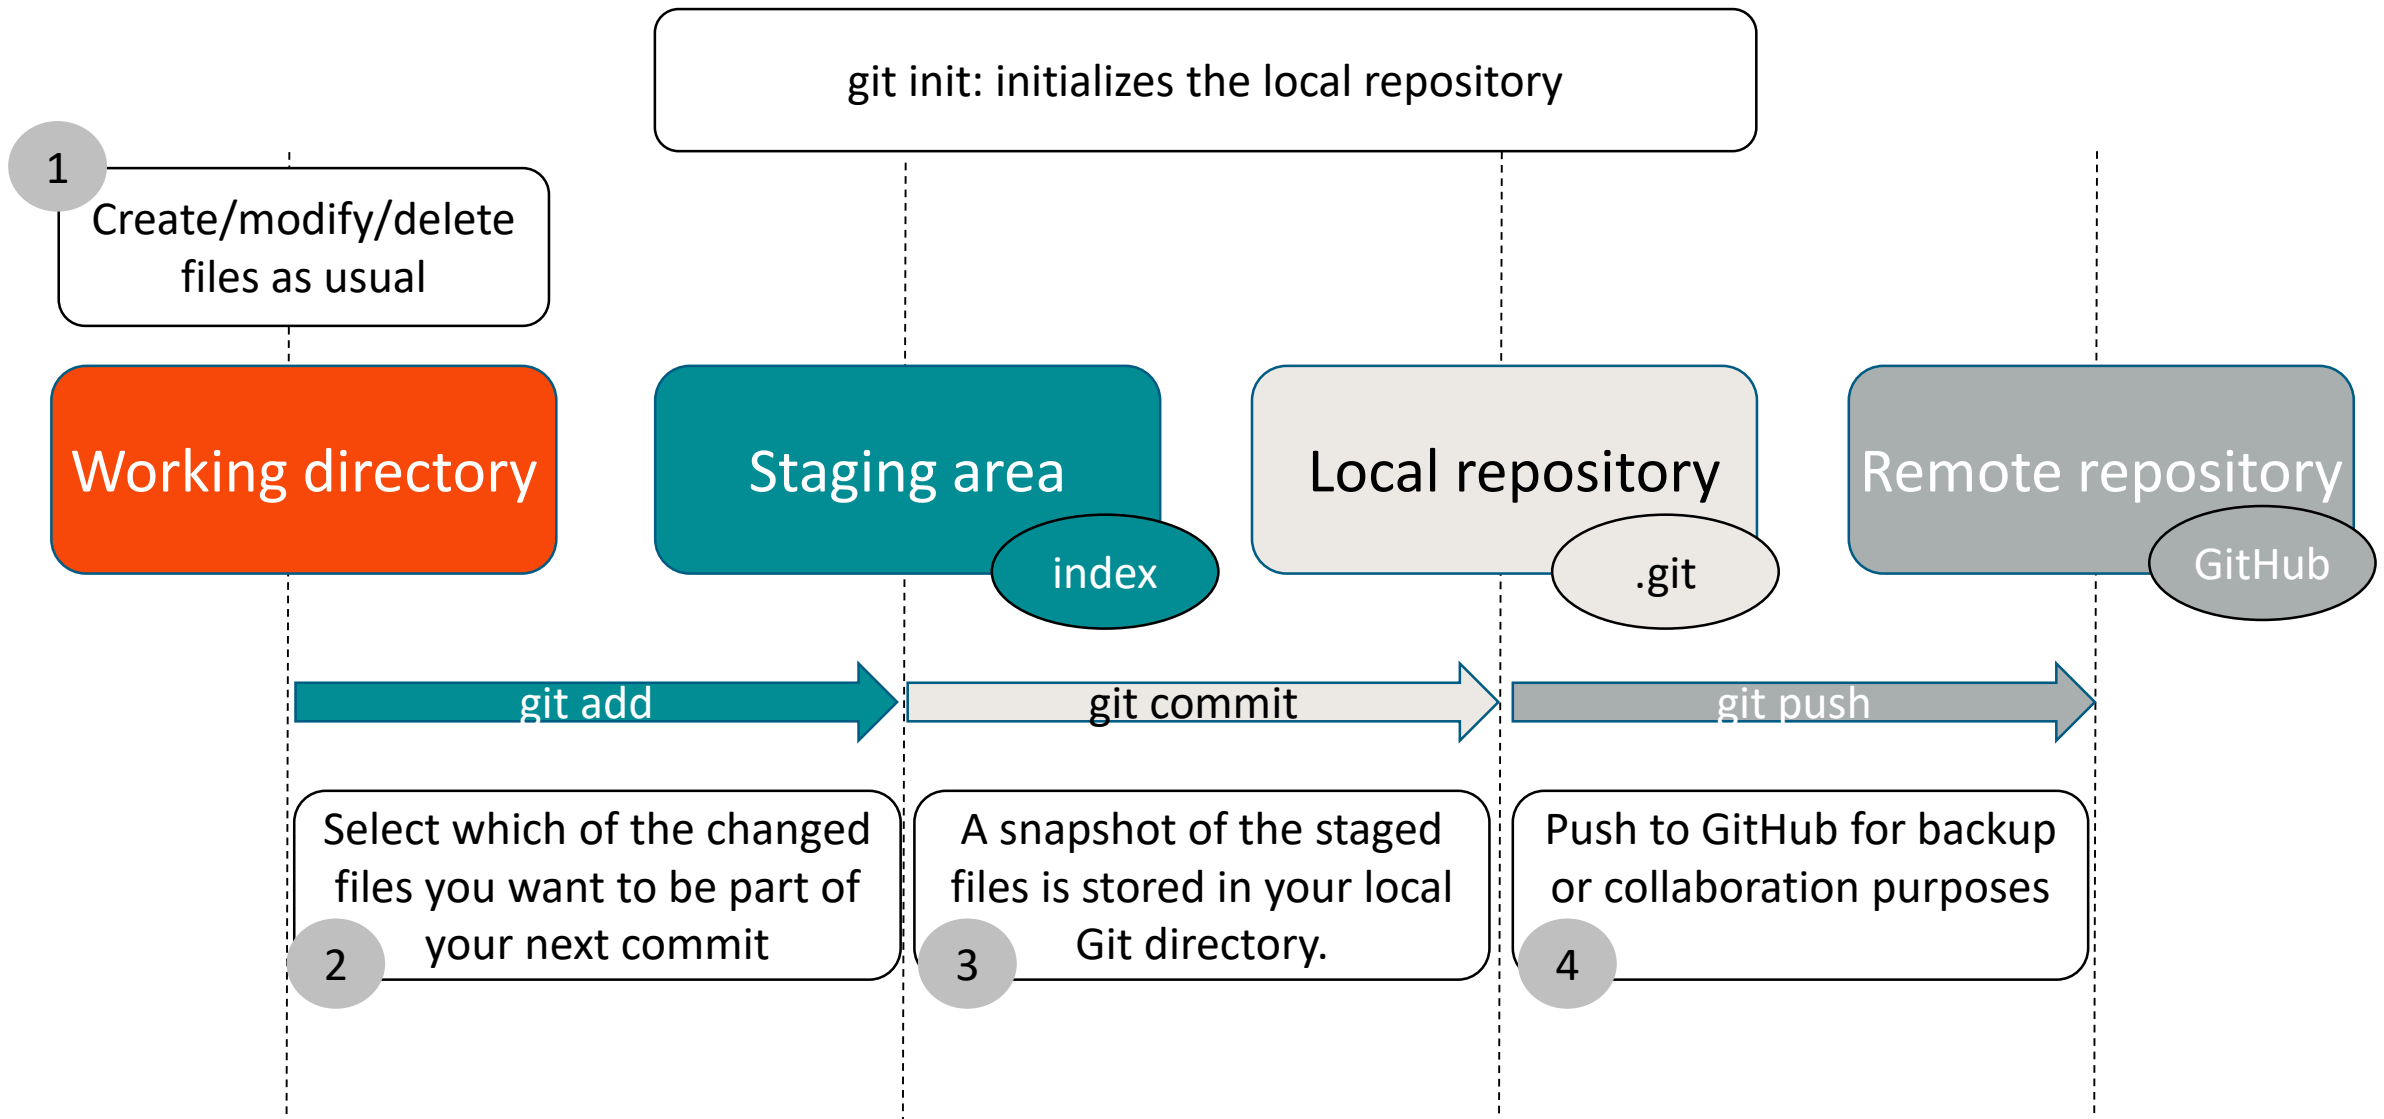 git init: initializes the local repository
1
Create/modify/delete
files as usual
Working directory
Staging area
index
Local repository
.git
Remote repository
GitHub
git add
git commit
git push
Select which of the changed
files you want to be part of
your next commit
2
A snapshot of the staged
files is stored in your local
Git directory.
3
Push to GitHub for backup
or collaboration purposes
4